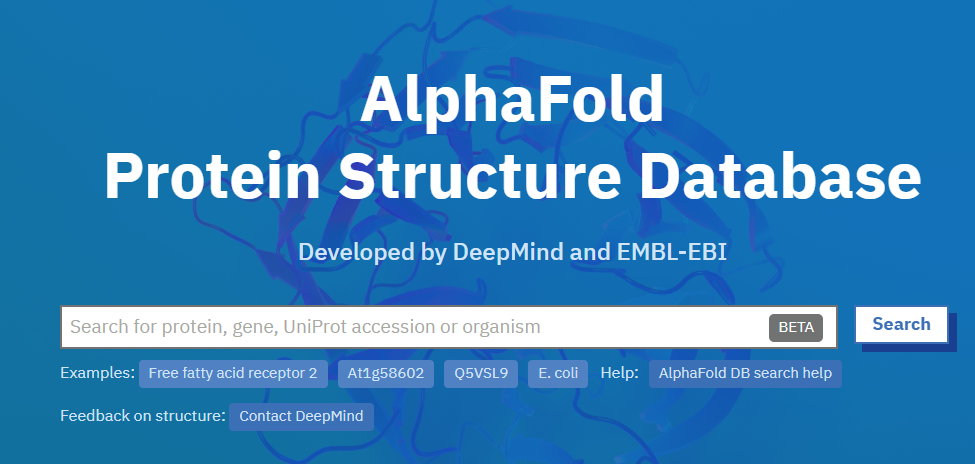 AlphaFold
Protein Structure Database
Developed by DeepMind and EMBL-EBI
Search for protein, gene, UniProt accession or organism BETA Search
Examples: Free fatty acid receptor 2 At1g58602 Q5VSL9 E. coli Help: AlphaFold DB search help
Feedback on structure: Contact DeepMind